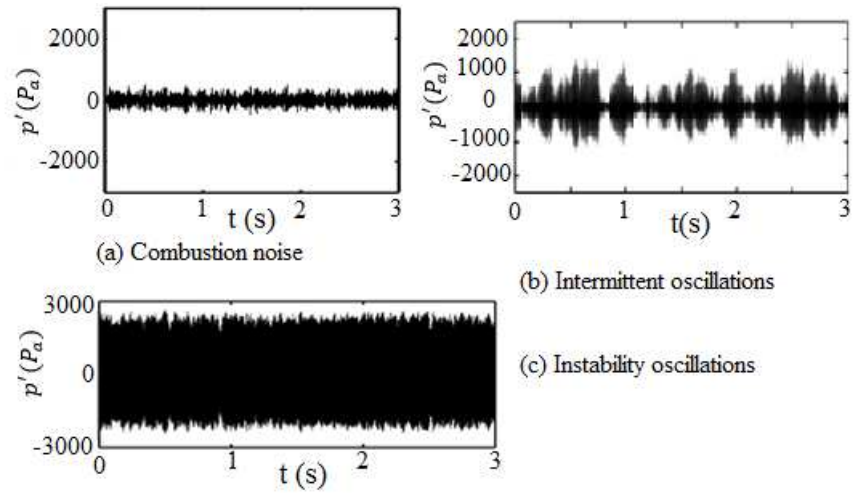 2000
0
-2000
p′(Pa)
0 1 2 3
t (s)
(a) Combustion noise
2000
1000
0
-1000
-2000
p′(Pa)
0 1 2 3
t(s)
(b) Intermittent oscillations
3000
0
-3000
p′(Pa)
0 1 2 3
t (s)
(c) Instability oscillations